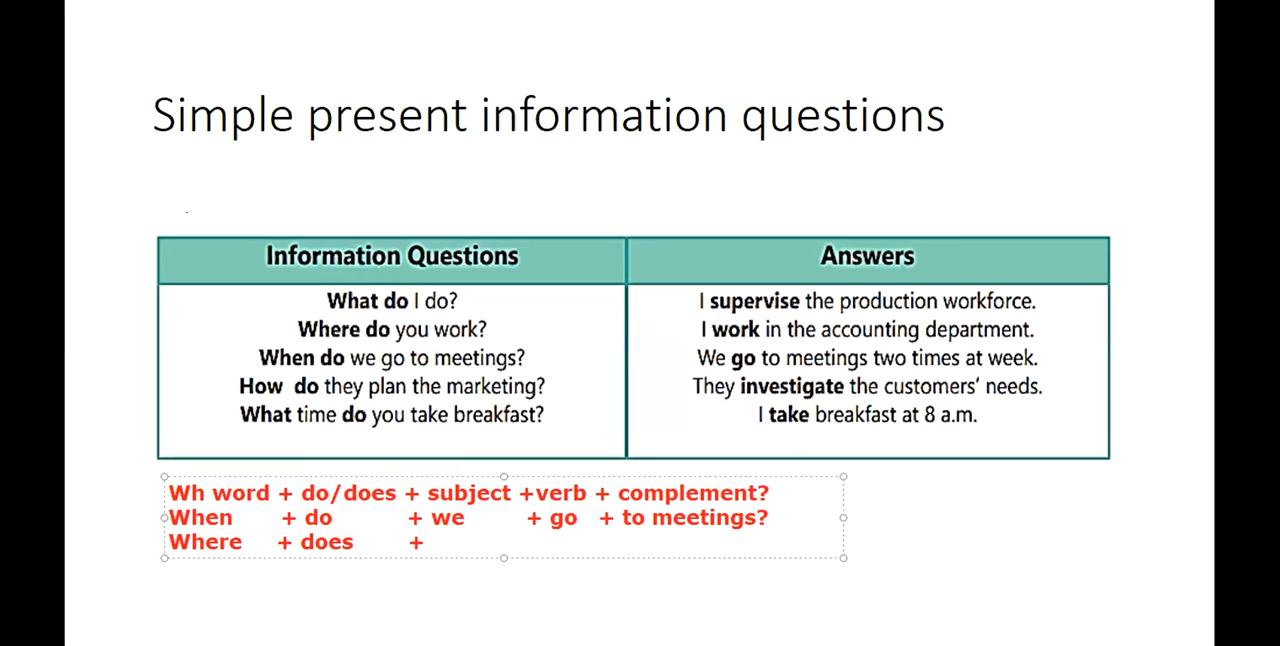 Simple present information questions
Information Questions
Answers
What do I do?
I supervise the production workforce.
Where do you work?
I work in the accounting department.
When do we go to meetings?
We go to meetings two times at week.
How do they plan the marketing?
They investigate the customers' needs.
What time do you take breakfast?
I take breakfast at 8 a.m.
Wh word + do/does + subject +verb + complement?
When + do + we + go + to meetings?
Where + does +